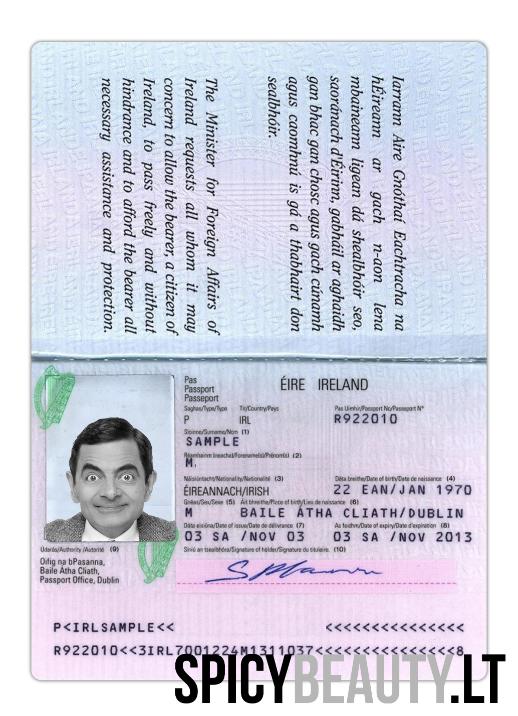 Iarrann Aire Gnóthaí Eachtracha na
hÉireann ar gach n-aon lena
mbaineann ligean dá shealbhóir seo,
saoránach d'Éirinn, gabháil ar aghaidh
gan bhac gan chosc agus gach cúnamh
agus caomhnú is gá a thabhairt don
sealbhóir.
The Minister for Foreign Affairs of
Ireland requests all whom it may
concern to allow the bearer, a citizen of
Ireland, to pass freely and without
hindrance and to afford the bearer all
necessary assistance and protection.
Pas
Passport
Passeport
ÉIRE IRELAND
Saghas/Type/Type Tír/Country/Pays Pas Uimhir/Passport No/Passeport N°
P IRL R922010
Sloinne/Surname/Nom (1)
SAMPLE
Réamhainm (neacha)/Forename(s)/Prénom(s) (2)
M.
Náisiúntacht/Nationality/Nationalité (3) Dáta breithe/Date of birth/Date de naissance (4)
ÉIREANNACH/IRISH 22 EAN/JAN 1970
Gnéas/Sex/Sexe (5) Áit bhreithe/Place of birth/Lieu de naissance (6)
M BAILE ÁTHA CLIATH/DUBLIN
Dáta eisiúna/Date of issue/Date de délivrance (7) As feidhm/Date of expiry/Date d'expiration (8)
03 SA /NOV 03 03 SA /NOV 2013
Údarás/Authority /Autorité (9) Síniú an tsealbhóra/Signature of holder/Signature du titulaire. (10)
Oifig na bPasanna,
Baile Átha Cliath,
Passport Office, Dublin
P<IRLSAMPLE<< <<<<<<<<<<<<<<<
R922010<<3IRL7001224M1311037<<<<<<<<<<<<<<<<8
SPICYBEAUTY.LT